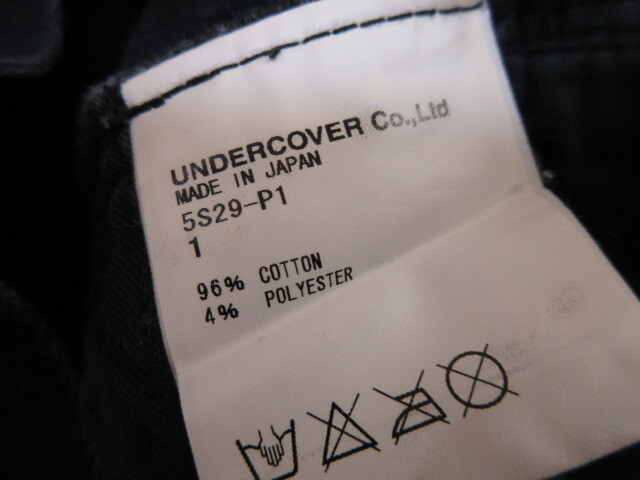 UNDERCOVER Co.,Ltd
MADE IN JAPAN
5S29-P1
1
96% COTTON
4% POLYESTER